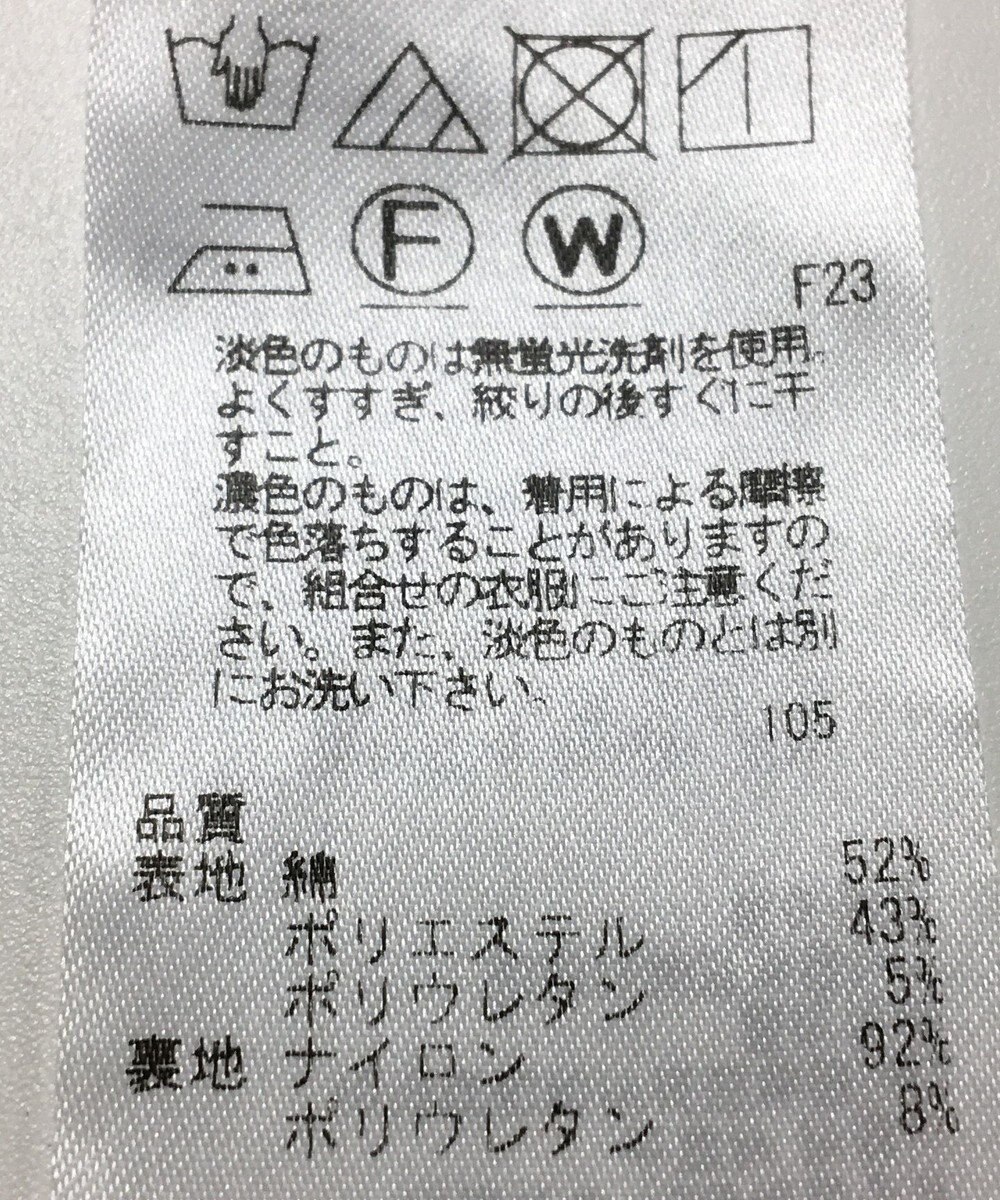 F
W
F23
淡色のものは無蛍光洗剤を使用。
よくすすぎ、絞りの後すぐに干
すこと。
濃色のものは、着用による摩擦
で色落ちすることがありますの
で、組合せの衣服にご注意くだ
さい。また、淡色のものとは別
にお洗い下さい。
105
品質
表地 綿 52%
ポリエステル 43%
ポリウレタン 5%
裏地 ナイロン 92%
ポリウレタン 8%